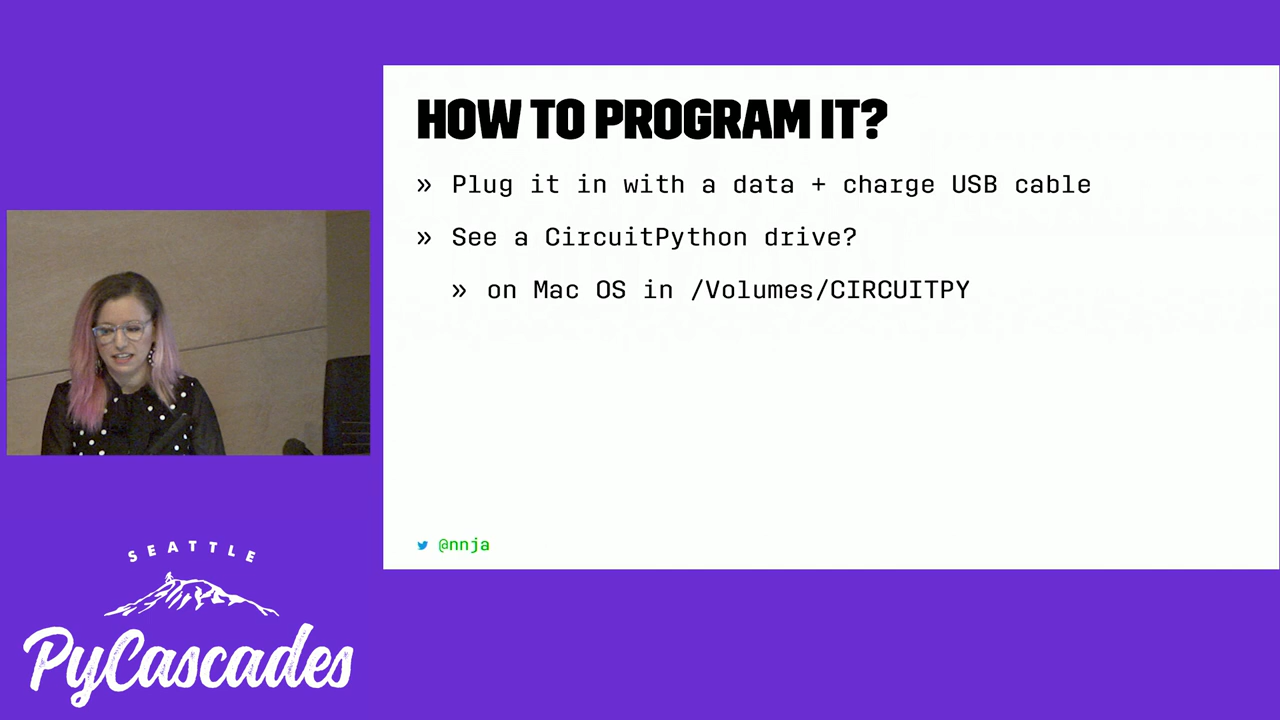 HOW TO PROGRAM IT?
» Plug it in with a data + charge USB cable
» See a CircuitPython drive?
» on Mac OS in /Volumes/CIRCUITPY
@nnja
SEATTLE
PyCascades